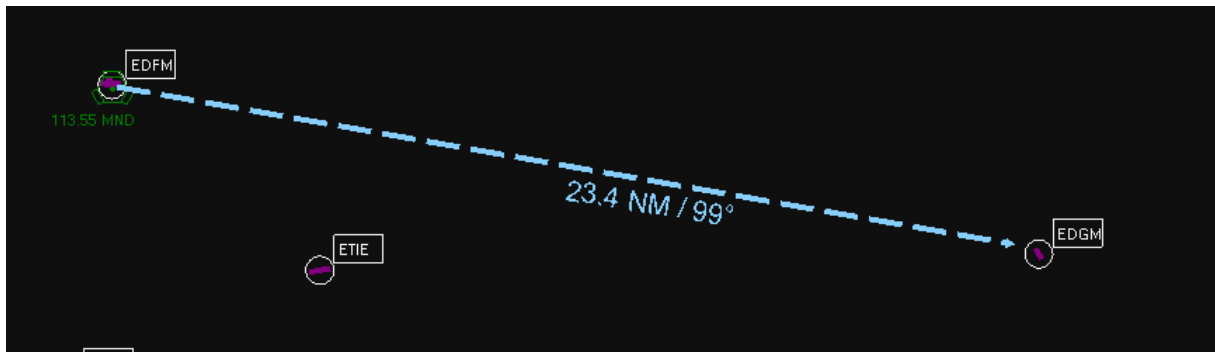 EDFM
113.55 MND
23.4 NM / 99°
ETIE
EDGM